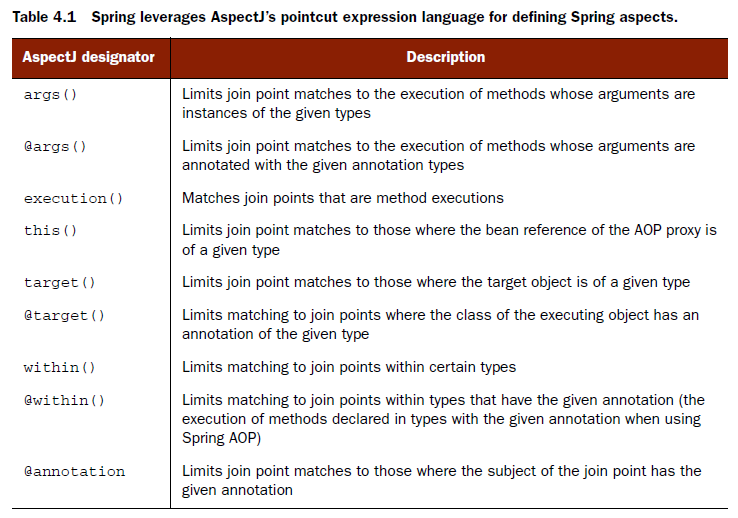 Table 4.1 Spring leverages AspectJ's pointcut expression language for defining Spring aspects.
AspectJ designator Description
args() Limits join point matches to the execution of methods whose arguments are
instances of the given types
@args() Limits join point matches to the execution of methods whose arguments are
annotated with the given annotation types
execution() Matches join points that are method executions
this() Limits join point matches to those where the bean reference of the AOP proxy is
of a given type
target() Limits join point matches to those where the target object is of a given type
@target() Limits matching to join points where the class of the executing object has an
annotation of the given type
within() Limits matching to join points within certain types
@within() Limits matching to join points within types that have the given annotation (the
execution of methods declared in types with the given annotation when using
Spring AOP)
@annotation Limits join point matches to those where the subject of the join point has the
given annotation